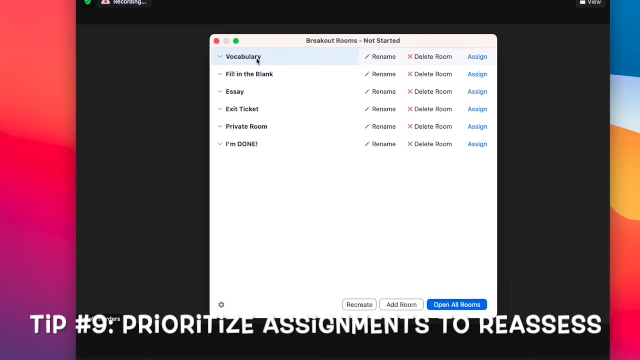 Recording...
View
Breakout Rooms - Not Started
Vocabulary Rename Delete Room Assign
Fill in the Blank Rename Delete Room Assign
Essay Rename Delete Room Assign
Exit Ticket Rename Delete Room Assign
Private Room Rename Delete Room Assign
I'm DONE! Rename Delete Room Assign
Recreate Add Room Open All Rooms
TiP #9: PRiORiTiZE ASSIGNMENTS TO REASSESS